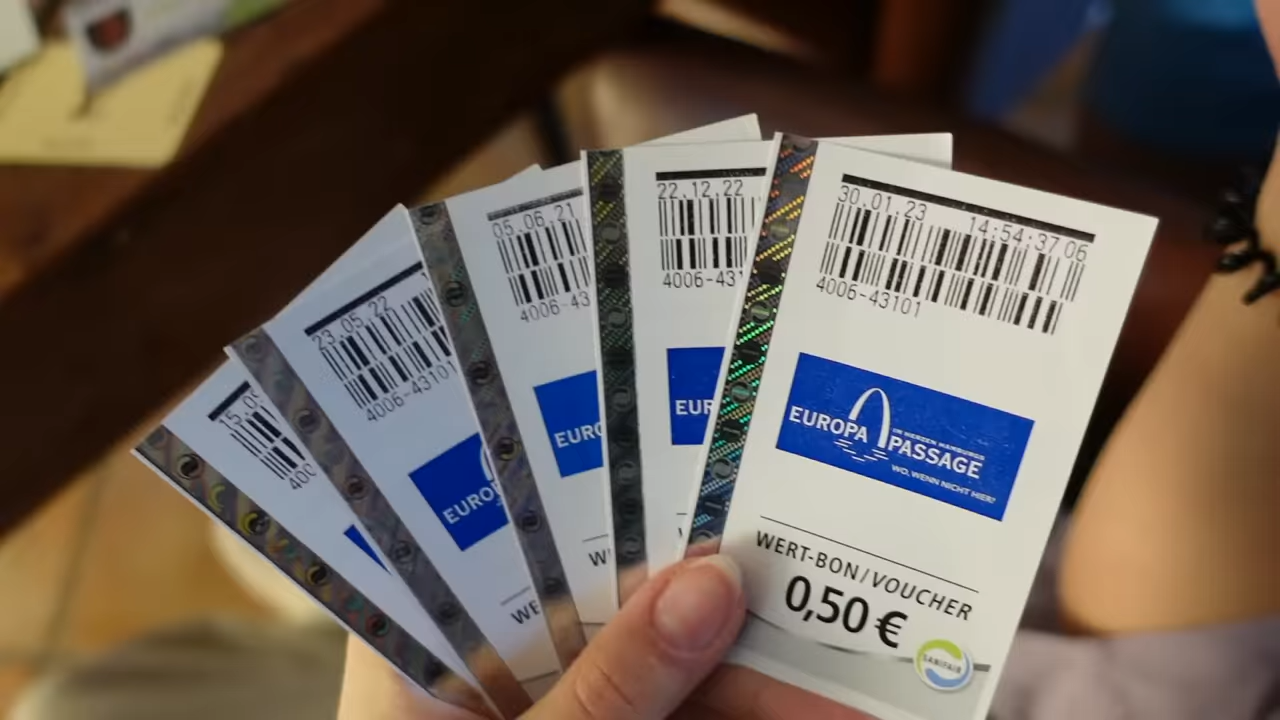 15.0
400
23.05.22
4006-43101
EURO
WE
05.06.21
4006-43
EURO
W
22.12.22
4006-431
EUR
30.01.23 14:54:37 06
4006-43101
EUROPA PASSAGE
IM HERZEN HAMBURGS
WO, WENN NICHT HIER?
WERT-BON/VOUCHER
0,50 €
SANIFAIR